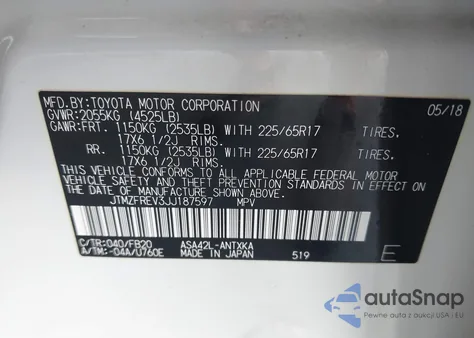 MFD.BY:TOYOTA MOTOR CORPORATION 05/18
GVWR:2055KG (4525LB)
GAWR:FRT. 1150KG (2535LB) WITH 225/65R17 TIRES.
17X6 1/2J RIMS.
RR. 1150KG (2535LB) WITH 225/65R17 TIRES.
17X6 1/2J RIMS.
THIS VEHICLE CONFORMS TO ALL APPLICABLE FEDERAL MOTOR
VEHICLE SAFETY AND THEFT PREVENTION STANDARDS IN EFFECT
ON THE DATE OF MANUFACTURE SHOWN ABOVE.
JTMZFREV3JJ187597 MPV
C/TR:040/FB20 ASA42L-ANTXKA
A/TM:-04A/U760E MADE IN JAPAN 519 E
autoSnap
Pewne auta z USA i EU